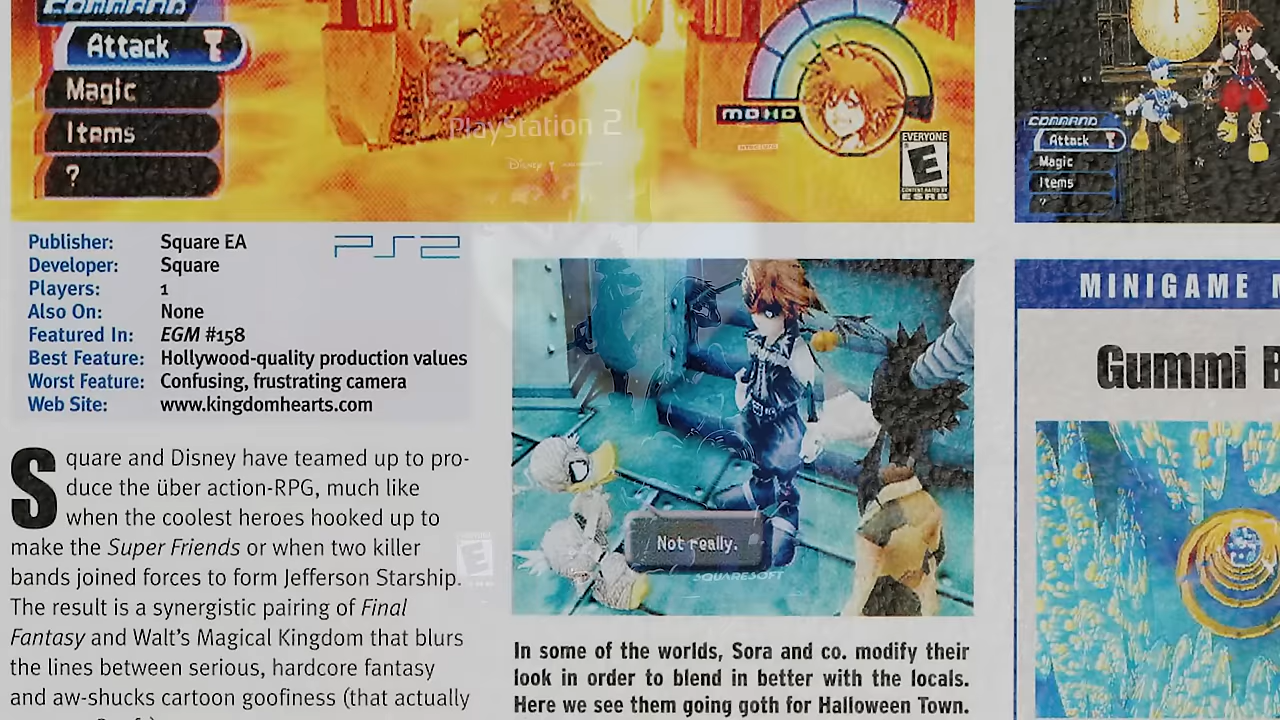 COMMAND
Attack
Magic
Items
?
PlayStation 2
Disney
MOHD
EVERYONE
E
CONTENT RATED BY
ESRB
COMMAND
Attack
Magic
Items
?
Publisher: Square EA
Developer: Square
Players: 1
Also On: None
Featured In: EGM #158
Best Feature: Hollywood-quality production values
Worst Feature: Confusing, frustrating camera
Web Site: www.kingdomhearts.com
PS2
Square and Disney have teamed up to pro-
duce the über action-RPG, much like
when the coolest heroes hooked up to
make the Super Friends or when two killer
bands joined forces to form Jefferson Starship.
The result is a synergistic pairing of Final
Fantasy and Walt's Magical Kingdom that blurs
the lines between serious, hardcore fantasy
and aw-shucks cartoon goofiness (that actually
E
Not really.
SQUARESOFT
In some of the worlds, Sora and co. modify their
look in order to blend in better with the locals.
Here we see them going goth for Halloween Town.
MINIGAME
Gummi B